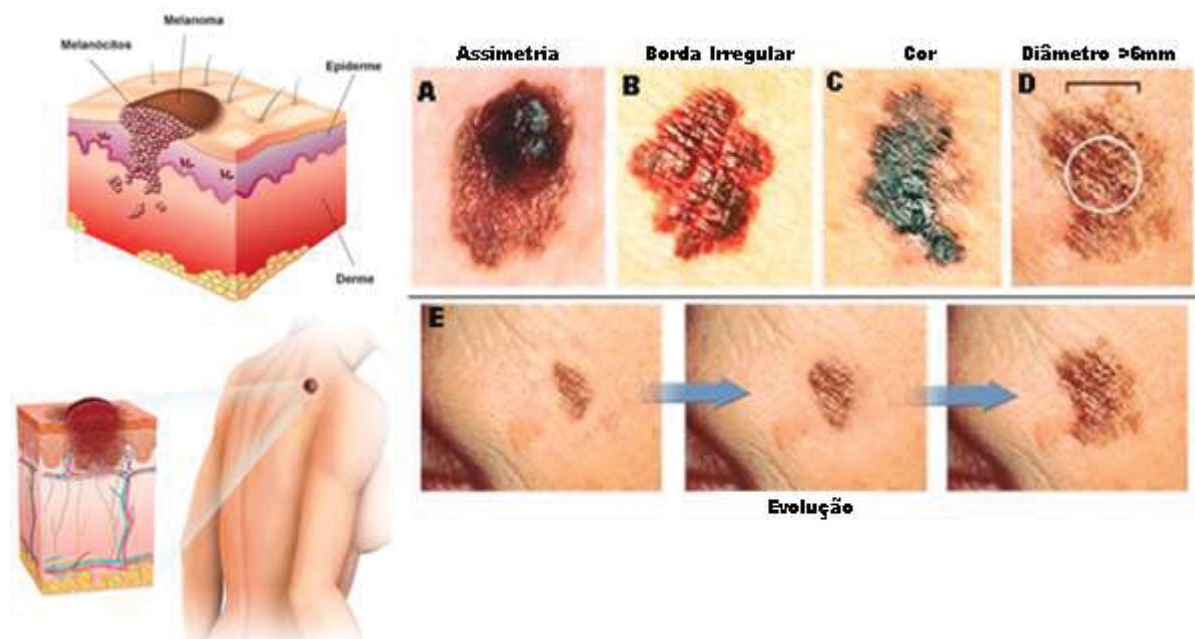 Melanoma
Melanócitos
Epiderme
Derme
Assimetria
Borda Irregular
Cor
Diâmetro >6mm
A
B
C
D
E
Evolução